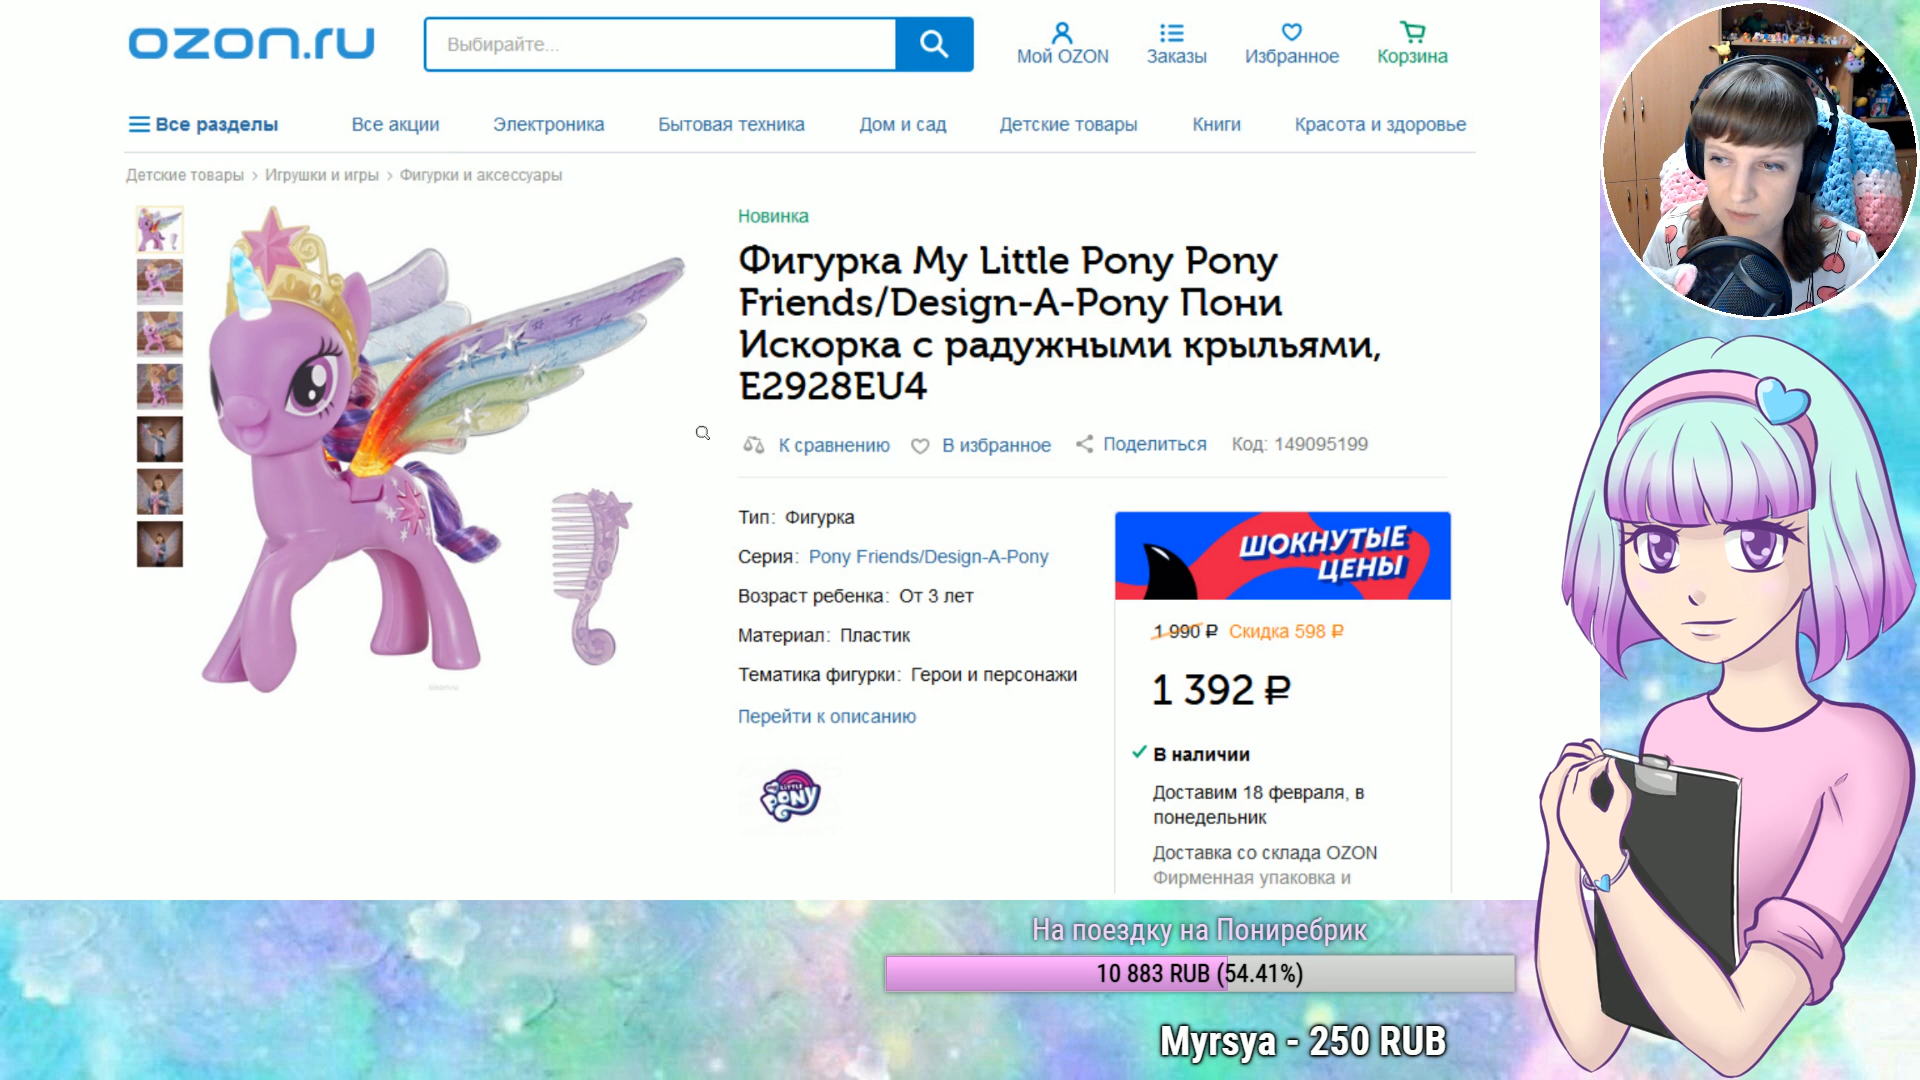 ozon.ru
Выбирайте...
Мой OZON
Заказы
Избранное
Корзина
Все разделы
Все акции
Электроника
Бытовая техника
Дом и сад
Детские товары
Книги
Красота и здоровье
Детские товары > Игрушки и игры > Фигурки и аксессуары
Новинка
Фигурка My Little Pony Pony
Friends/Design-A-Pony Пони
Искорка с радужными крыльями,
E2928EU4
К сравнению
В избранное
Поделиться
Код: 149095199
Тип: Фигурка
Серия: Pony Friends/Design-A-Pony
Возраст ребенка: От 3 лет
Материал: Пластик
Тематика фигурки: Герои и персонажи
Перейти к описанию
MY LITTLE
PONY
ШОКНУТЫЕ
ЦЕНЫ
1 990 ₽ Скидка 598 ₽
1 392 ₽
В наличии
Доставим 18 февраля, в
понедельник
Доставка со склада OZON
Фирменная упаковка и
На поездку на Пониребрик
10 883 RUB (54.41%)
Myrsya - 250 RUB